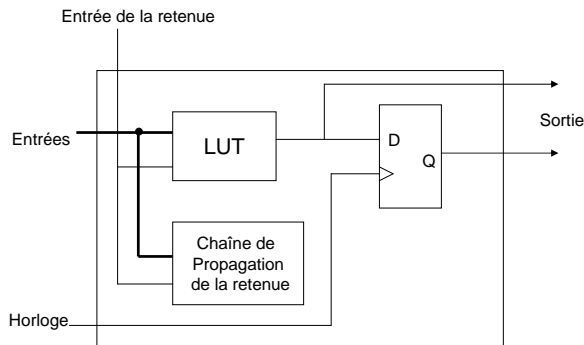 Entrée de la retenue
Entrées
LUT
D
Q
Sortie
Chaîne de
Propagation
de la retenue
Horloge